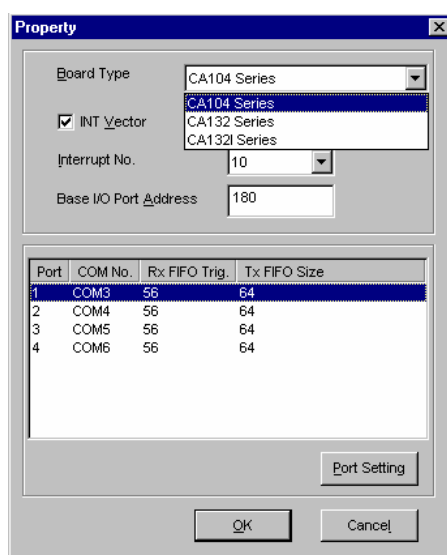 Property
Board Type
CA104 Series
CA104 Series
CA132 Series
CA132I Series
INT Vector
Interrupt No.
10
Base I/O Port Address
180
Port COM No. Rx FIFO Trig. Tx FIFO Size
1 COM3 56 64
2 COM4 56 64
3 COM5 56 64
4 COM6 56 64
Port Setting
OK
Cancel